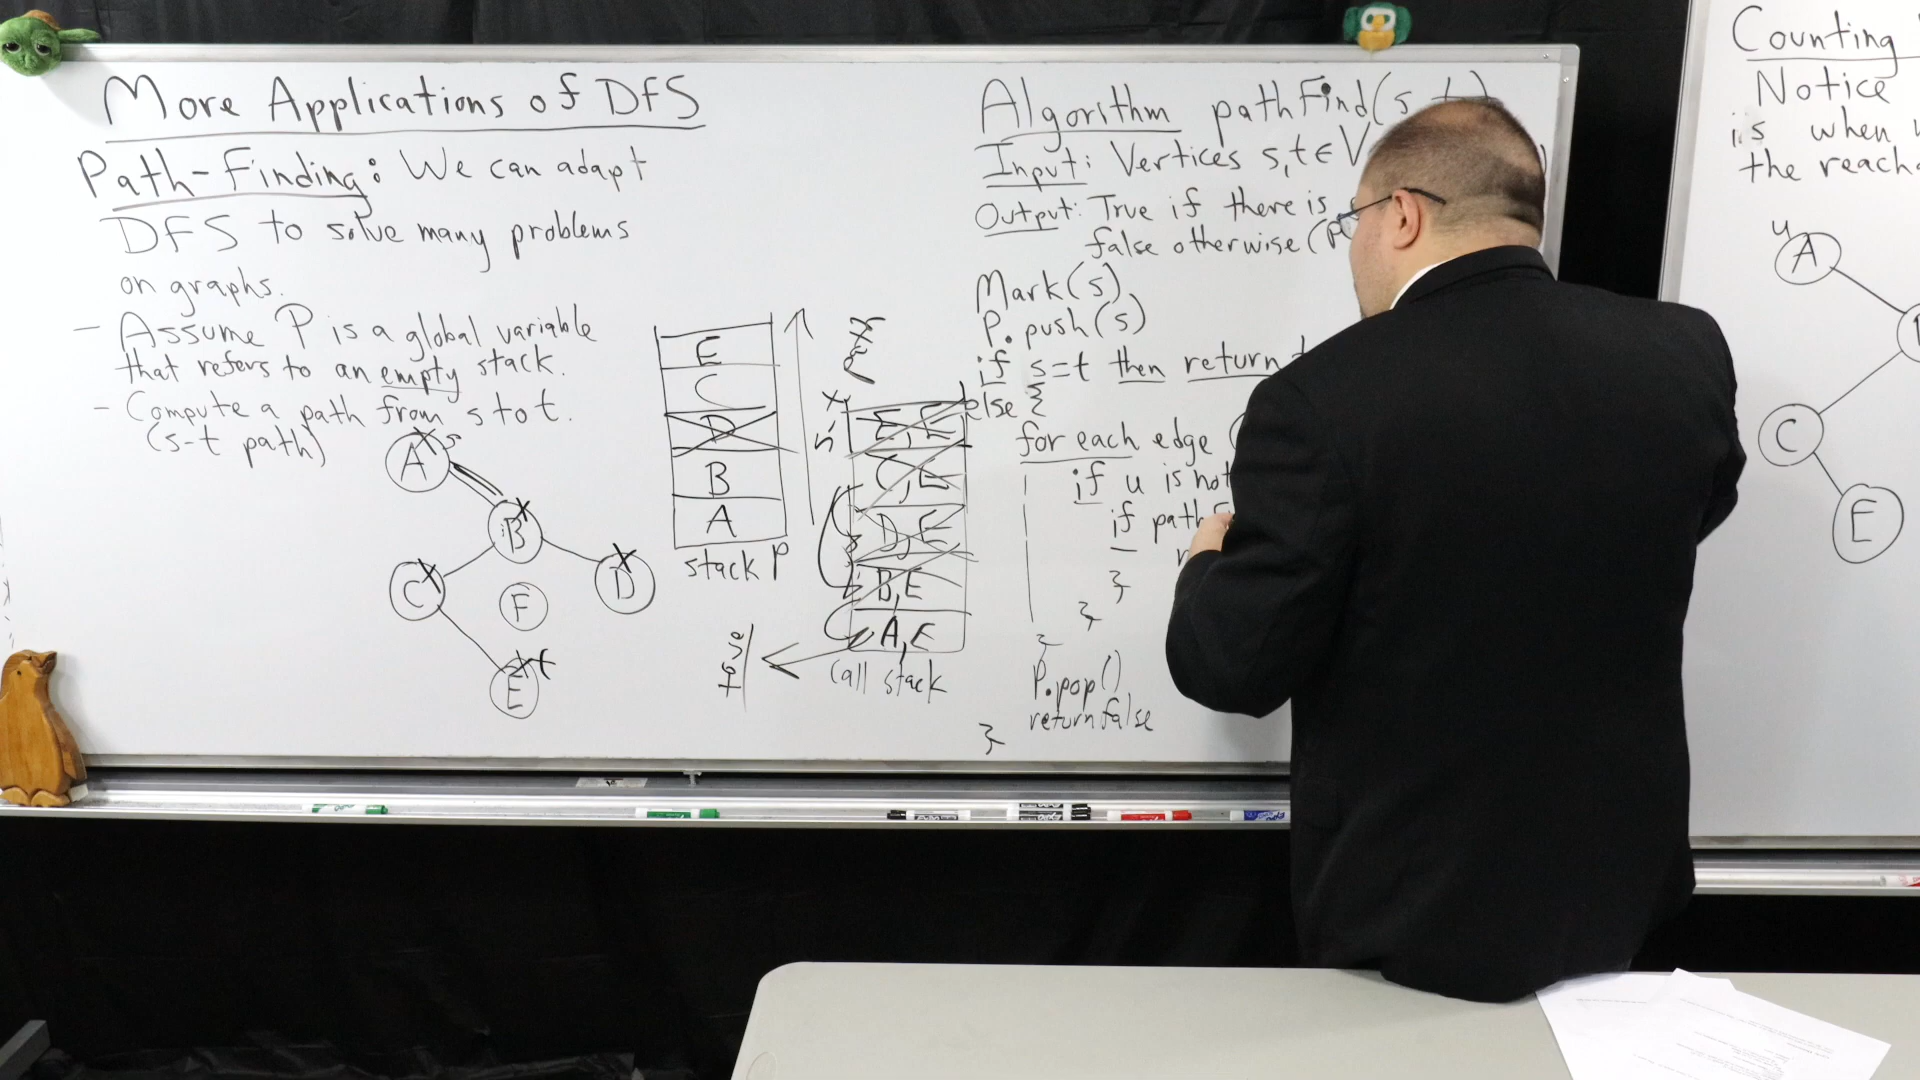 More Applications of DFS
Path-Finding: We can adapt
DFS to solve many problems
on graphs.
- Assume P is a global variable
that refers to an empty stack.
- Compute a path from s to t.
(s-t path)
A s
B
C
D
F
E t
E
C
D
B
A
stack P
s-t
path
E, E
C, E
D, E
B, E
A, E
call stack
true
Algorithm pathFind(s, t)
Input: Vertices s,t ∈ V
Output: True if there is
false otherwise (P
Mark(s)
P.push(s)
if s=t then return
else {
for each edge (
if u is not
if pathF
}
}
}
P.pop()
return false
}
Counting
Notice
is when
the reach
u
A
C
E